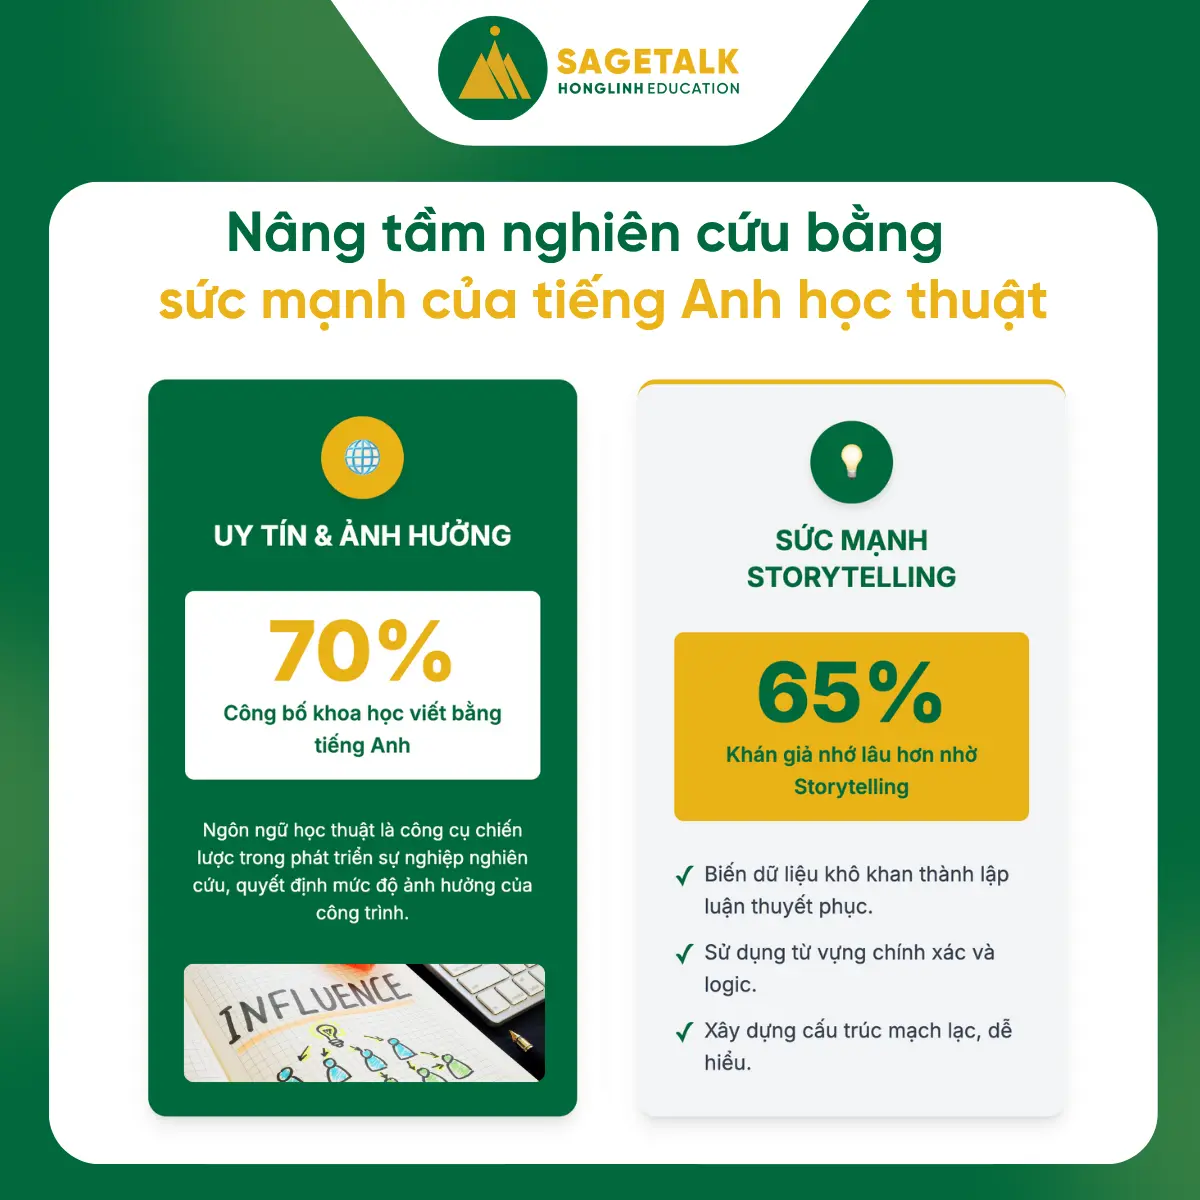 SAGETALK
HONGLINH EDUCATION
Nâng tầm nghiên cứu bằng
sức mạnh của tiếng Anh học thuật
UY TÍN & ẢNH HƯỞNG
70%
Công bố khoa học viết bằng
tiếng Anh
Ngôn ngữ học thuật là công cụ chiến
lược trong phát triển sự nghiệp nghiên
cứu, quyết định mức độ ảnh hưởng của
công trình.
INFLUENCE
SỨC MẠNH
STORYTELLING
65%
Khán giả nhớ lâu hơn nhờ
Storytelling
Biến dữ liệu khô khan thành lập
luận thuyết phục.
Sử dụng từ vựng chính xác và
logic.
Xây dựng cấu trúc mạch lạc, dễ
hiểu.